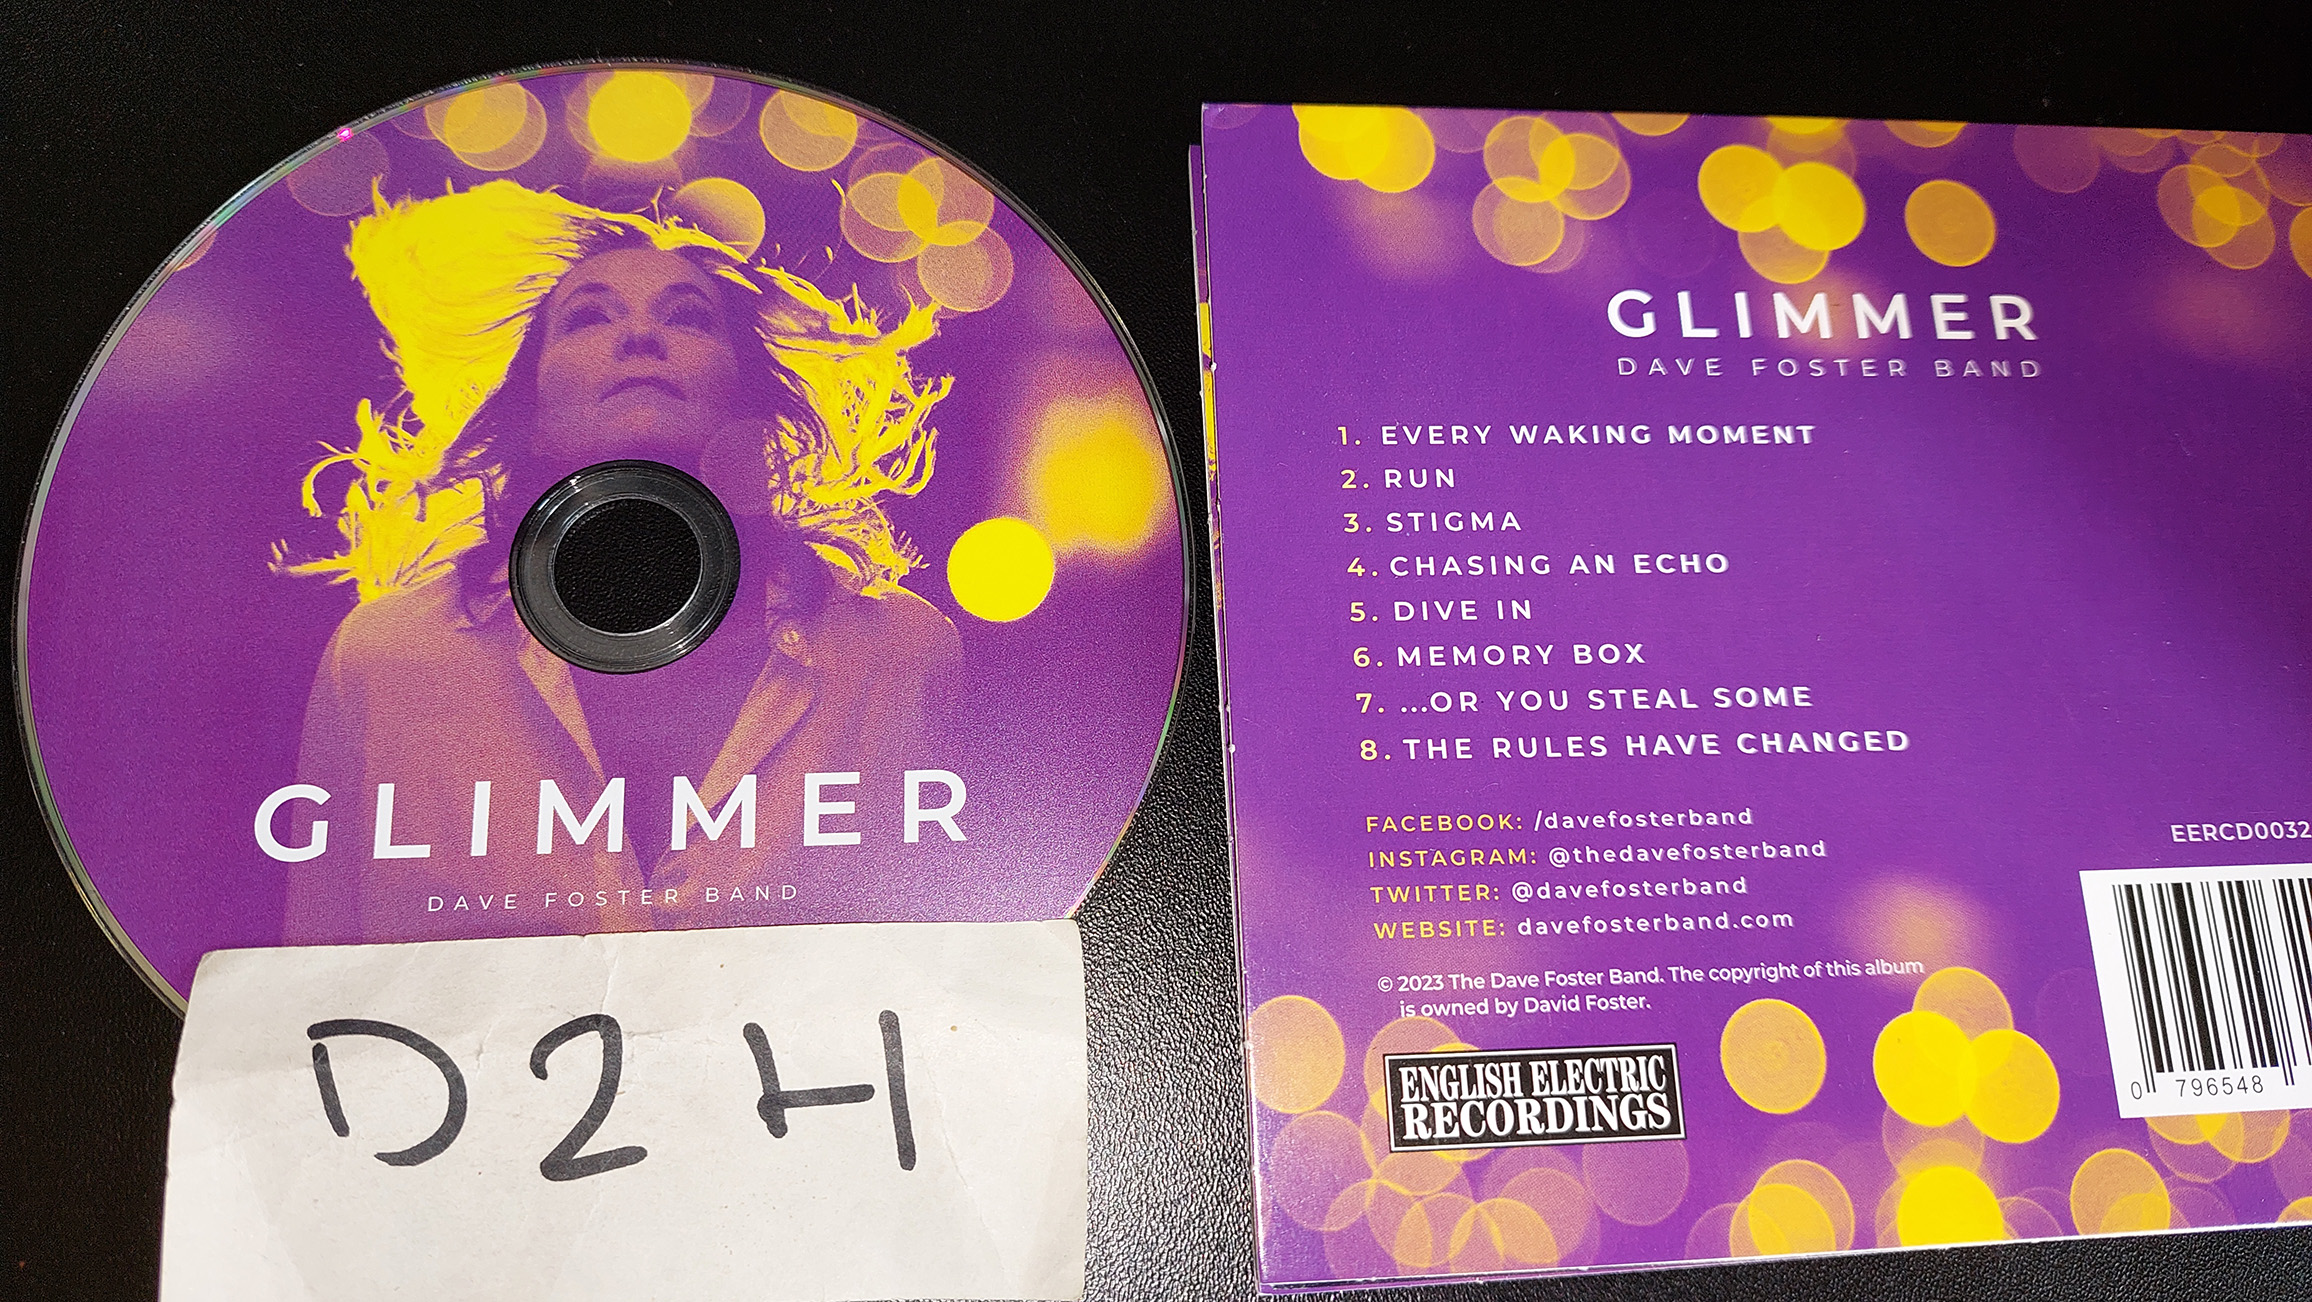 GLIMMER
DAVE FOSTER BAND
D2H
GLIMMER
DAVE FOSTER BAND
1. EVERY WAKING MOMENT
2. RUN
3. STIGMA
4. CHASING AN ECHO
5. DIVE IN
6. MEMORY BOX
7. ...OR YOU STEAL SOME
8. THE RULES HAVE CHANGED
FACEBOOK: /davefosterband
INSTAGRAM: @thedavefosterband
TWITTER: @davefosterband
WEBSITE: davefosterband.com
EERCD0032
© 2023 The Dave Foster Band. The copyright of this album
is owned by David Foster.
ENGLISH ELECTRIC
RECORDINGS
0 796548